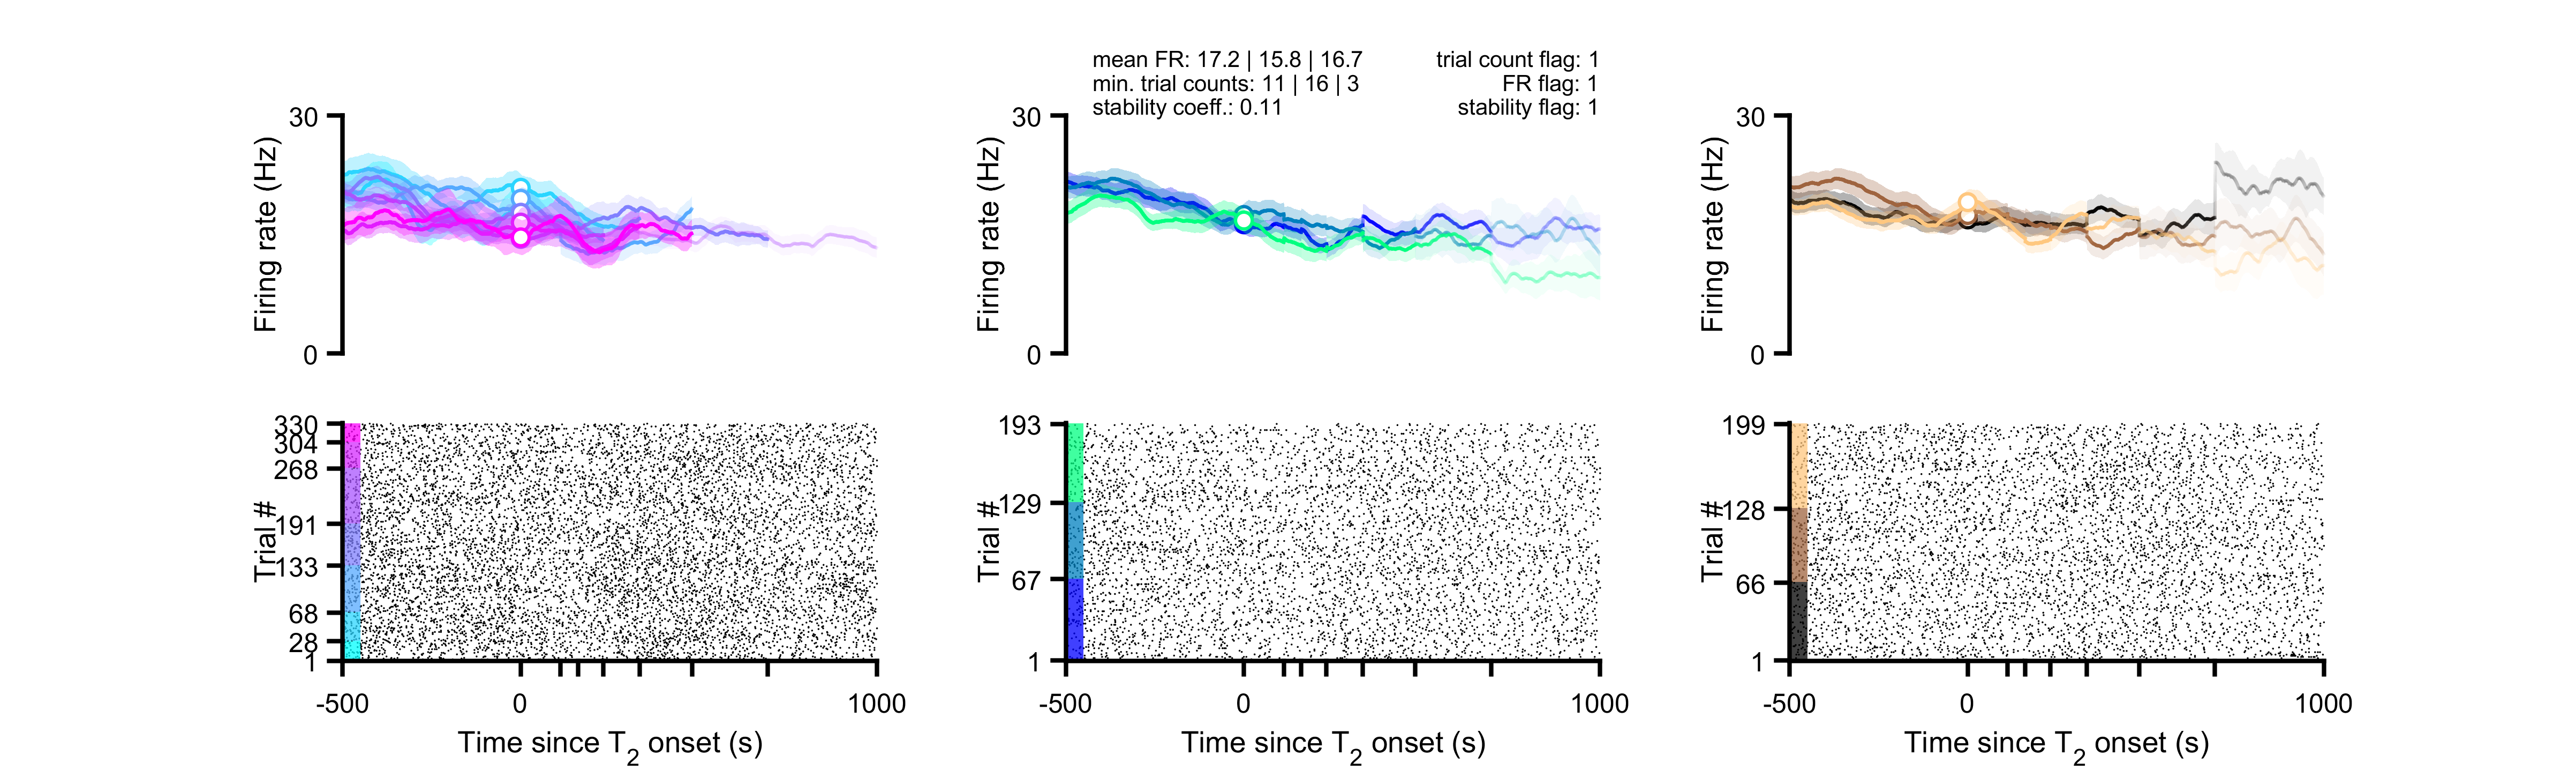 mean FR: 17.2 | 15.8 | 16.7
min. trial counts: 11 | 16 | 3
stability coeff.: 0.11
trial count flag: 1
FR flag: 1
stability flag: 1
30
Firing rate (Hz)
0
30
Firing rate (Hz)
0
30
Firing rate (Hz)
0
330
304
268
191
133
68
28
1
Trial #
-500
0
1000
Time since T2 onset (s)
193
129
67
1
Trial #
-500
0
1000
Time since T2 onset (s)
199
128
66
1
Trial #
-500
0
1000
Time since T2 onset (s)